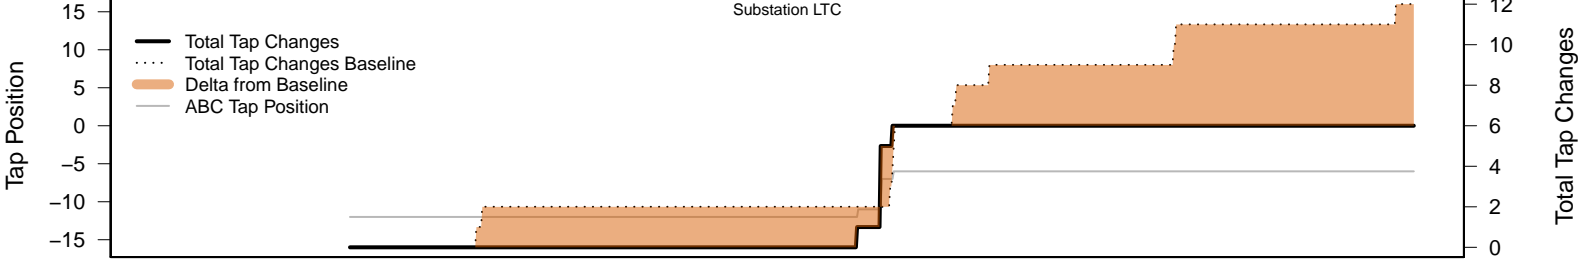 Substation LTC
Total Tap Changes
Total Tap Changes Baseline
Delta from Baseline
ABC Tap Position
Tap Position
15
10
5
0
−5
−10
−15
12
10
8
6
4
2
0
Total Tap Changes